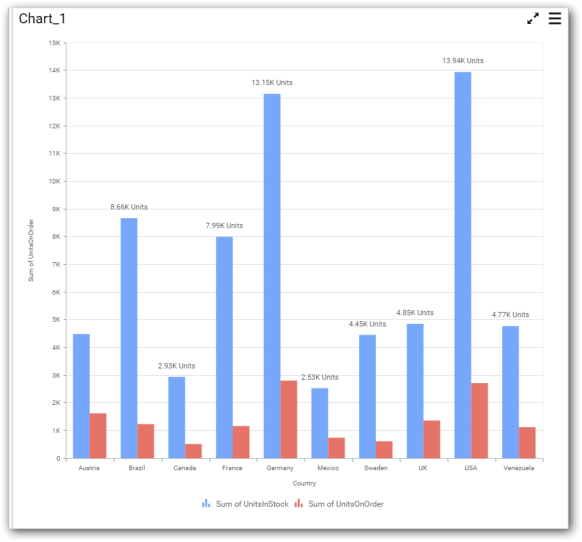 Chart_1
15K
14K
13K
12K
11K
10K
9K
8K
7K
6K
5K
4K
3K
2K
1K
0
Sum of UnitsOnOrder
8.66K Units
2.93K Units
7.99K Units
13.15K Units
2.53K Units
4.45K Units
4.85K Units
13.94K Units
4.77K Units
Austria Brazil Canada France Germany Mexico Sweden UK USA Venezuela
Country
Sum of UnitsInStock Sum of UnitsOnOrder